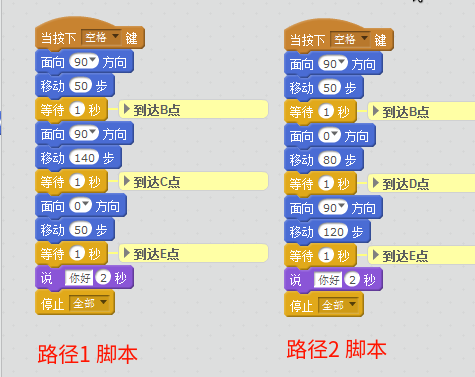 当按下 空格 键
面向 90 方向
移动 50 步
等待 1 秒 到达B点
面向 90 方向
移动 140 步
等待 1 秒 到达C点
面向 0 方向
移动 50 步
等待 1 秒 到达E点
说 你好 2 秒
停止 全部
路径1 脚本
当按下 空格 键
面向 90 方向
移动 50 步
等待 1 秒 到达B点
面向 0 方向
移动 80 步
等待 1 秒 到达D点
面向 90 方向
移动 120 步
等待 1 秒 到达E点
说 你好 2 秒
停止 全部
路径2 脚本